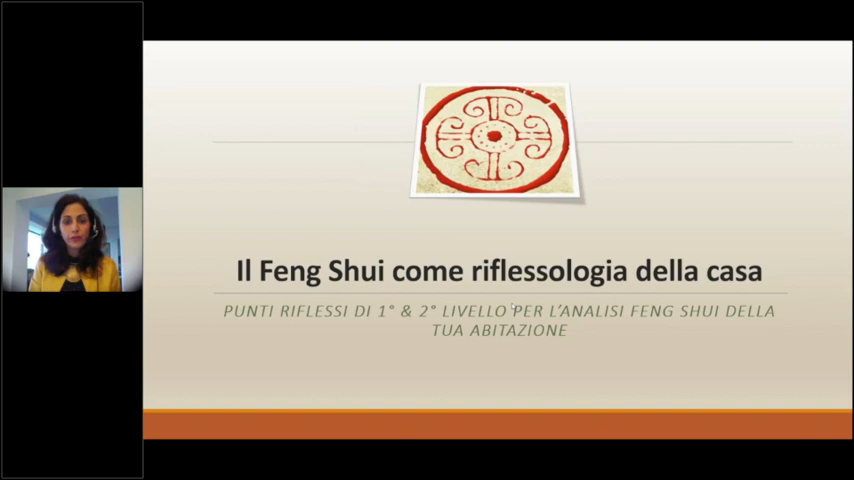 Il Feng Shui come riflessologia della casa
PUNTI RIFLESSI DI 1° & 2° LIVELLO PER L'ANALISI FENG SHUI DELLA
TUA ABITAZIONE